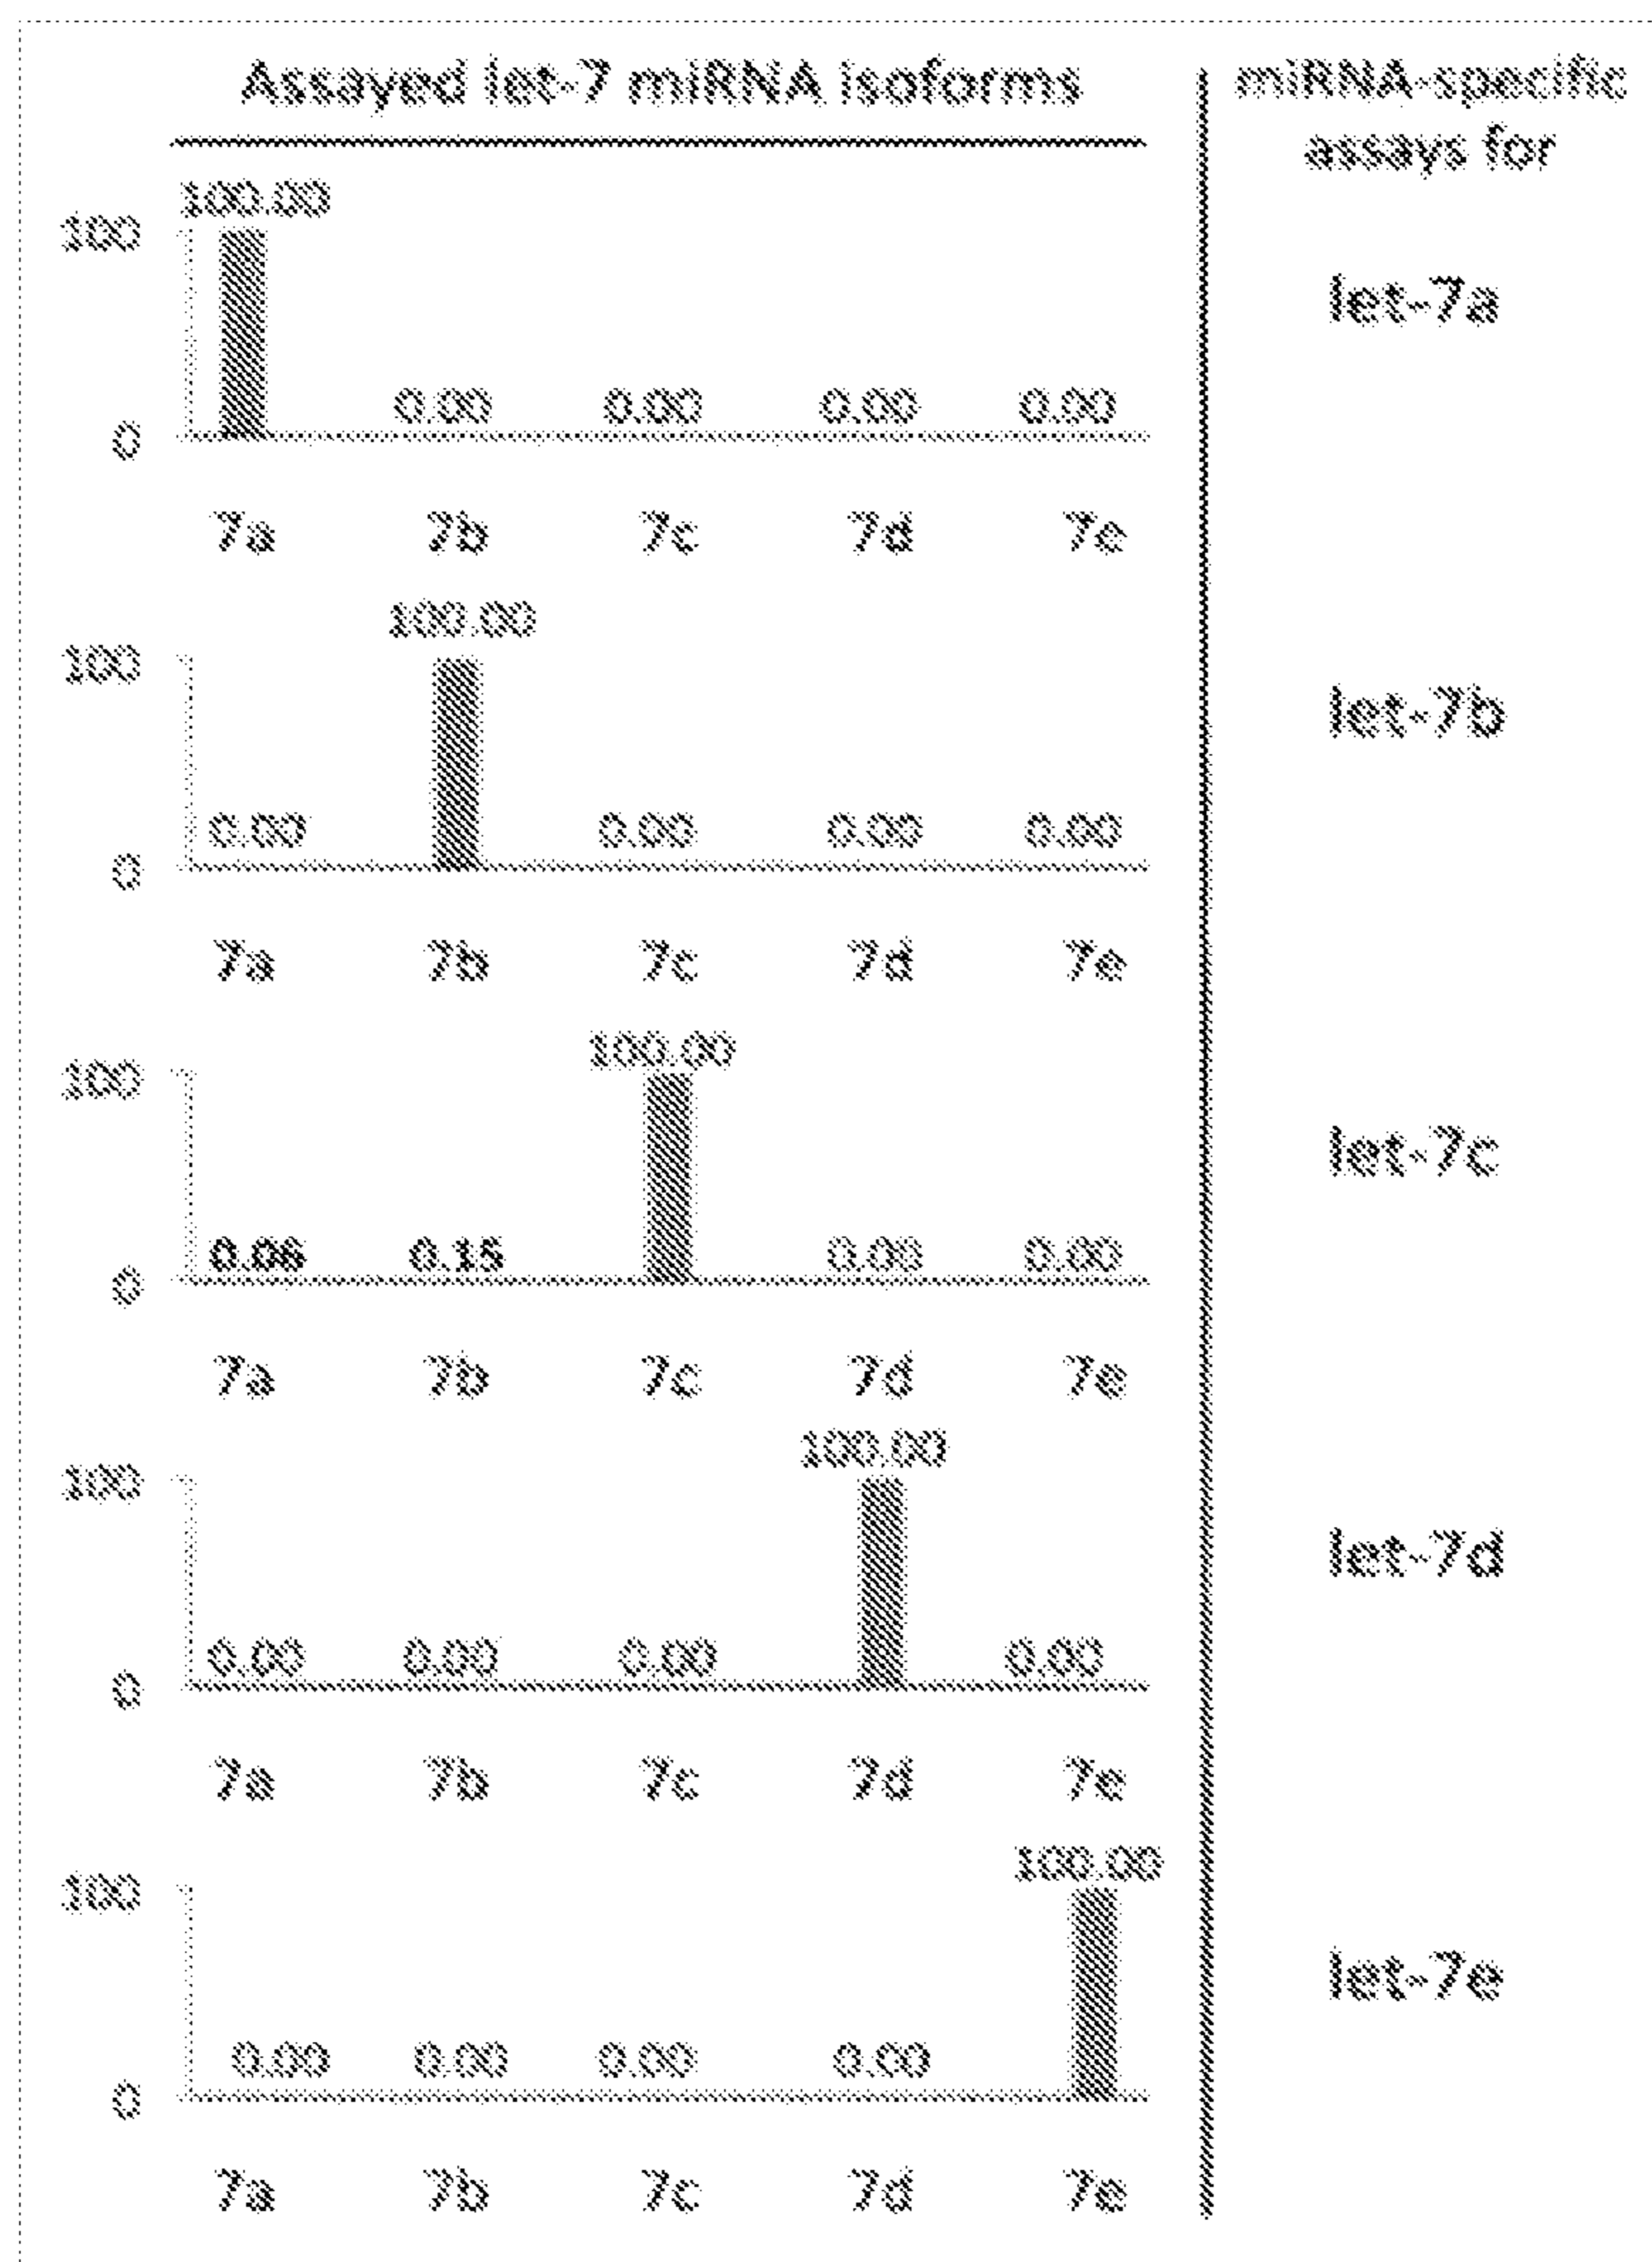 Assayed let-7 miRNA isoforms
miRNA-specific
assays for
100.00
100
let-7a
0.00 0.00 0.00 0.00
0
7a 7b 7c 7d 7e
100.00
100
let-7b
0.00 0.00 0.00 0.00
0
7a 7b 7c 7d 7e
100.00
100
let-7c
0.06 0.15 0.00 0.00
0
7a 7b 7c 7d 7e
100.00
100
let-7d
0.00 0.00 0.00 0.00
0
7a 7b 7c 7d 7e
100.00
100
let-7e
0.00 0.00 0.00 0.00
0
7a 7b 7c 7d 7e